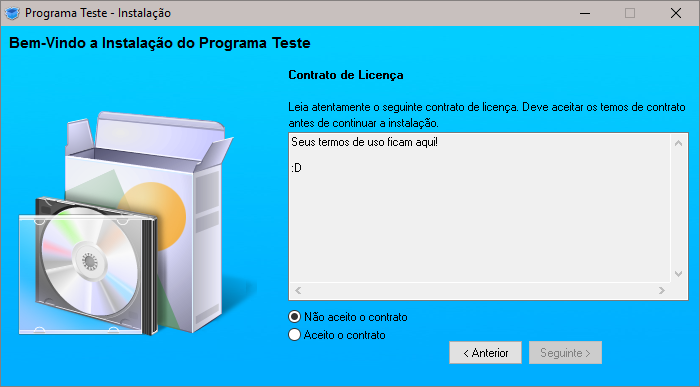 Programa Teste - Instalação
Bem-Vindo a Instalação do Programa Teste
Contrato de Licença
Leia atentamente o seguinte contrato de licença. Deve aceitar os temos de contrato
antes de continuar a instalação.
Seus termos de uso ficam aqui!
:D
Não aceito o contrato
Aceito o contrato
< Anterior
Seguinte >